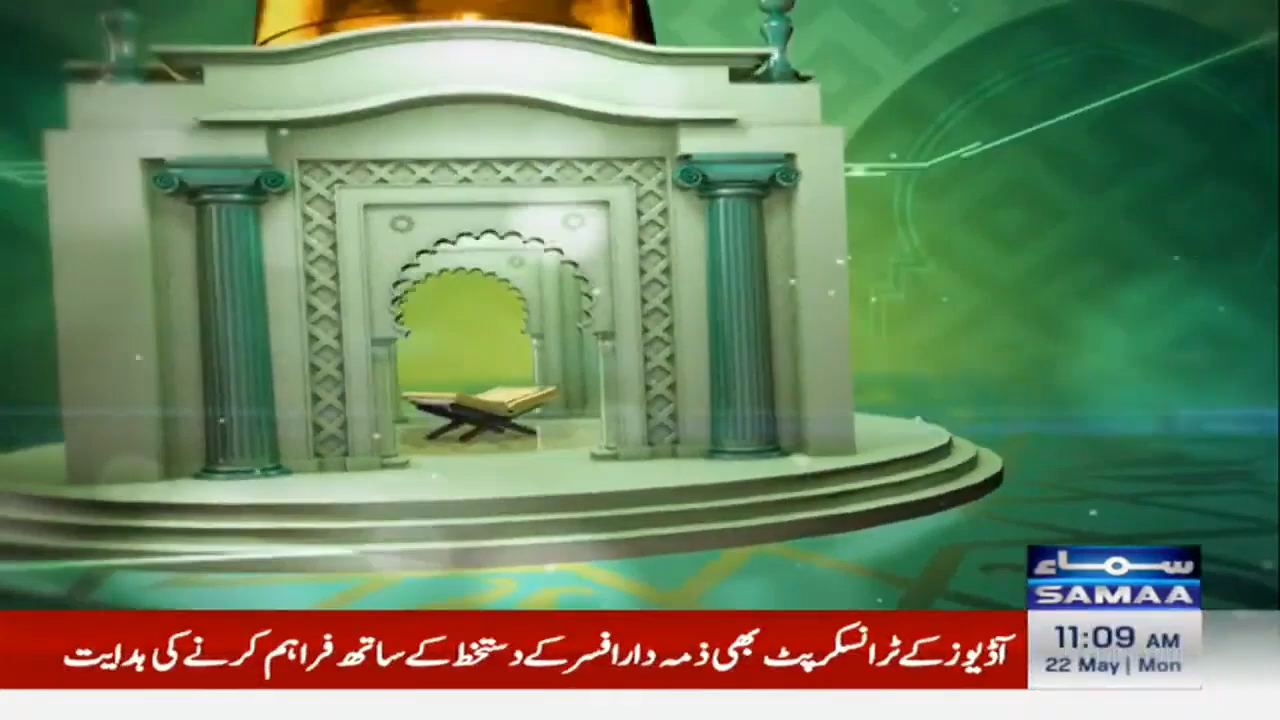 سماء
SAMAA
آڈیوز کے ٹرانسکرپٹ بھی ذمہ دار افسر کے دستخط کے ساتھ فراہم کرنے کی ہدایت
11:09 AM
22 May | Mon